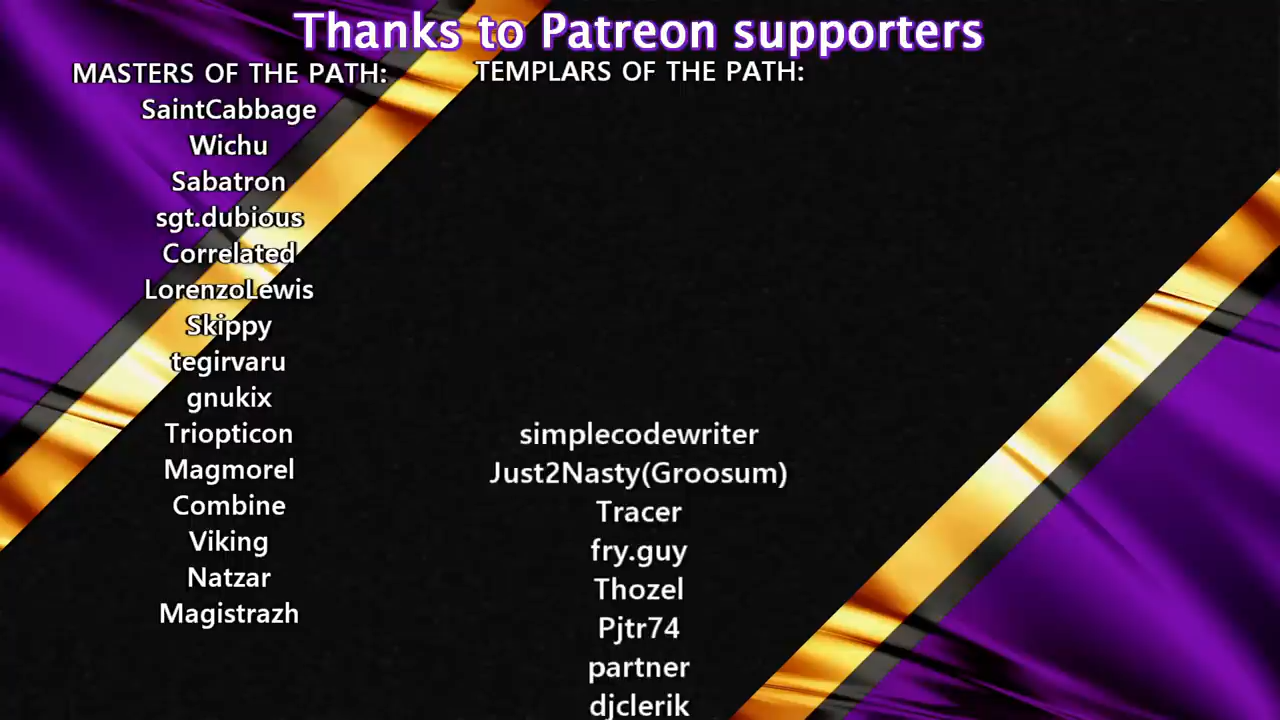 Thanks to Patreon supporters
MASTERS OF THE PATH:
SaintCabbage
Wichu
Sabatron
sgt.dubious
Correlated
LorenzoLewis
Skippy
tegirvaru
gnukix
Triopticon
Magmorel
Combine
Viking
Natzar
Magistrazh
TEMPLARS OF THE PATH:
simplecodewriter
Just2Nasty(Groosum)
Tracer
fry.guy
Thozel
Pjtr74
partner
djclerik